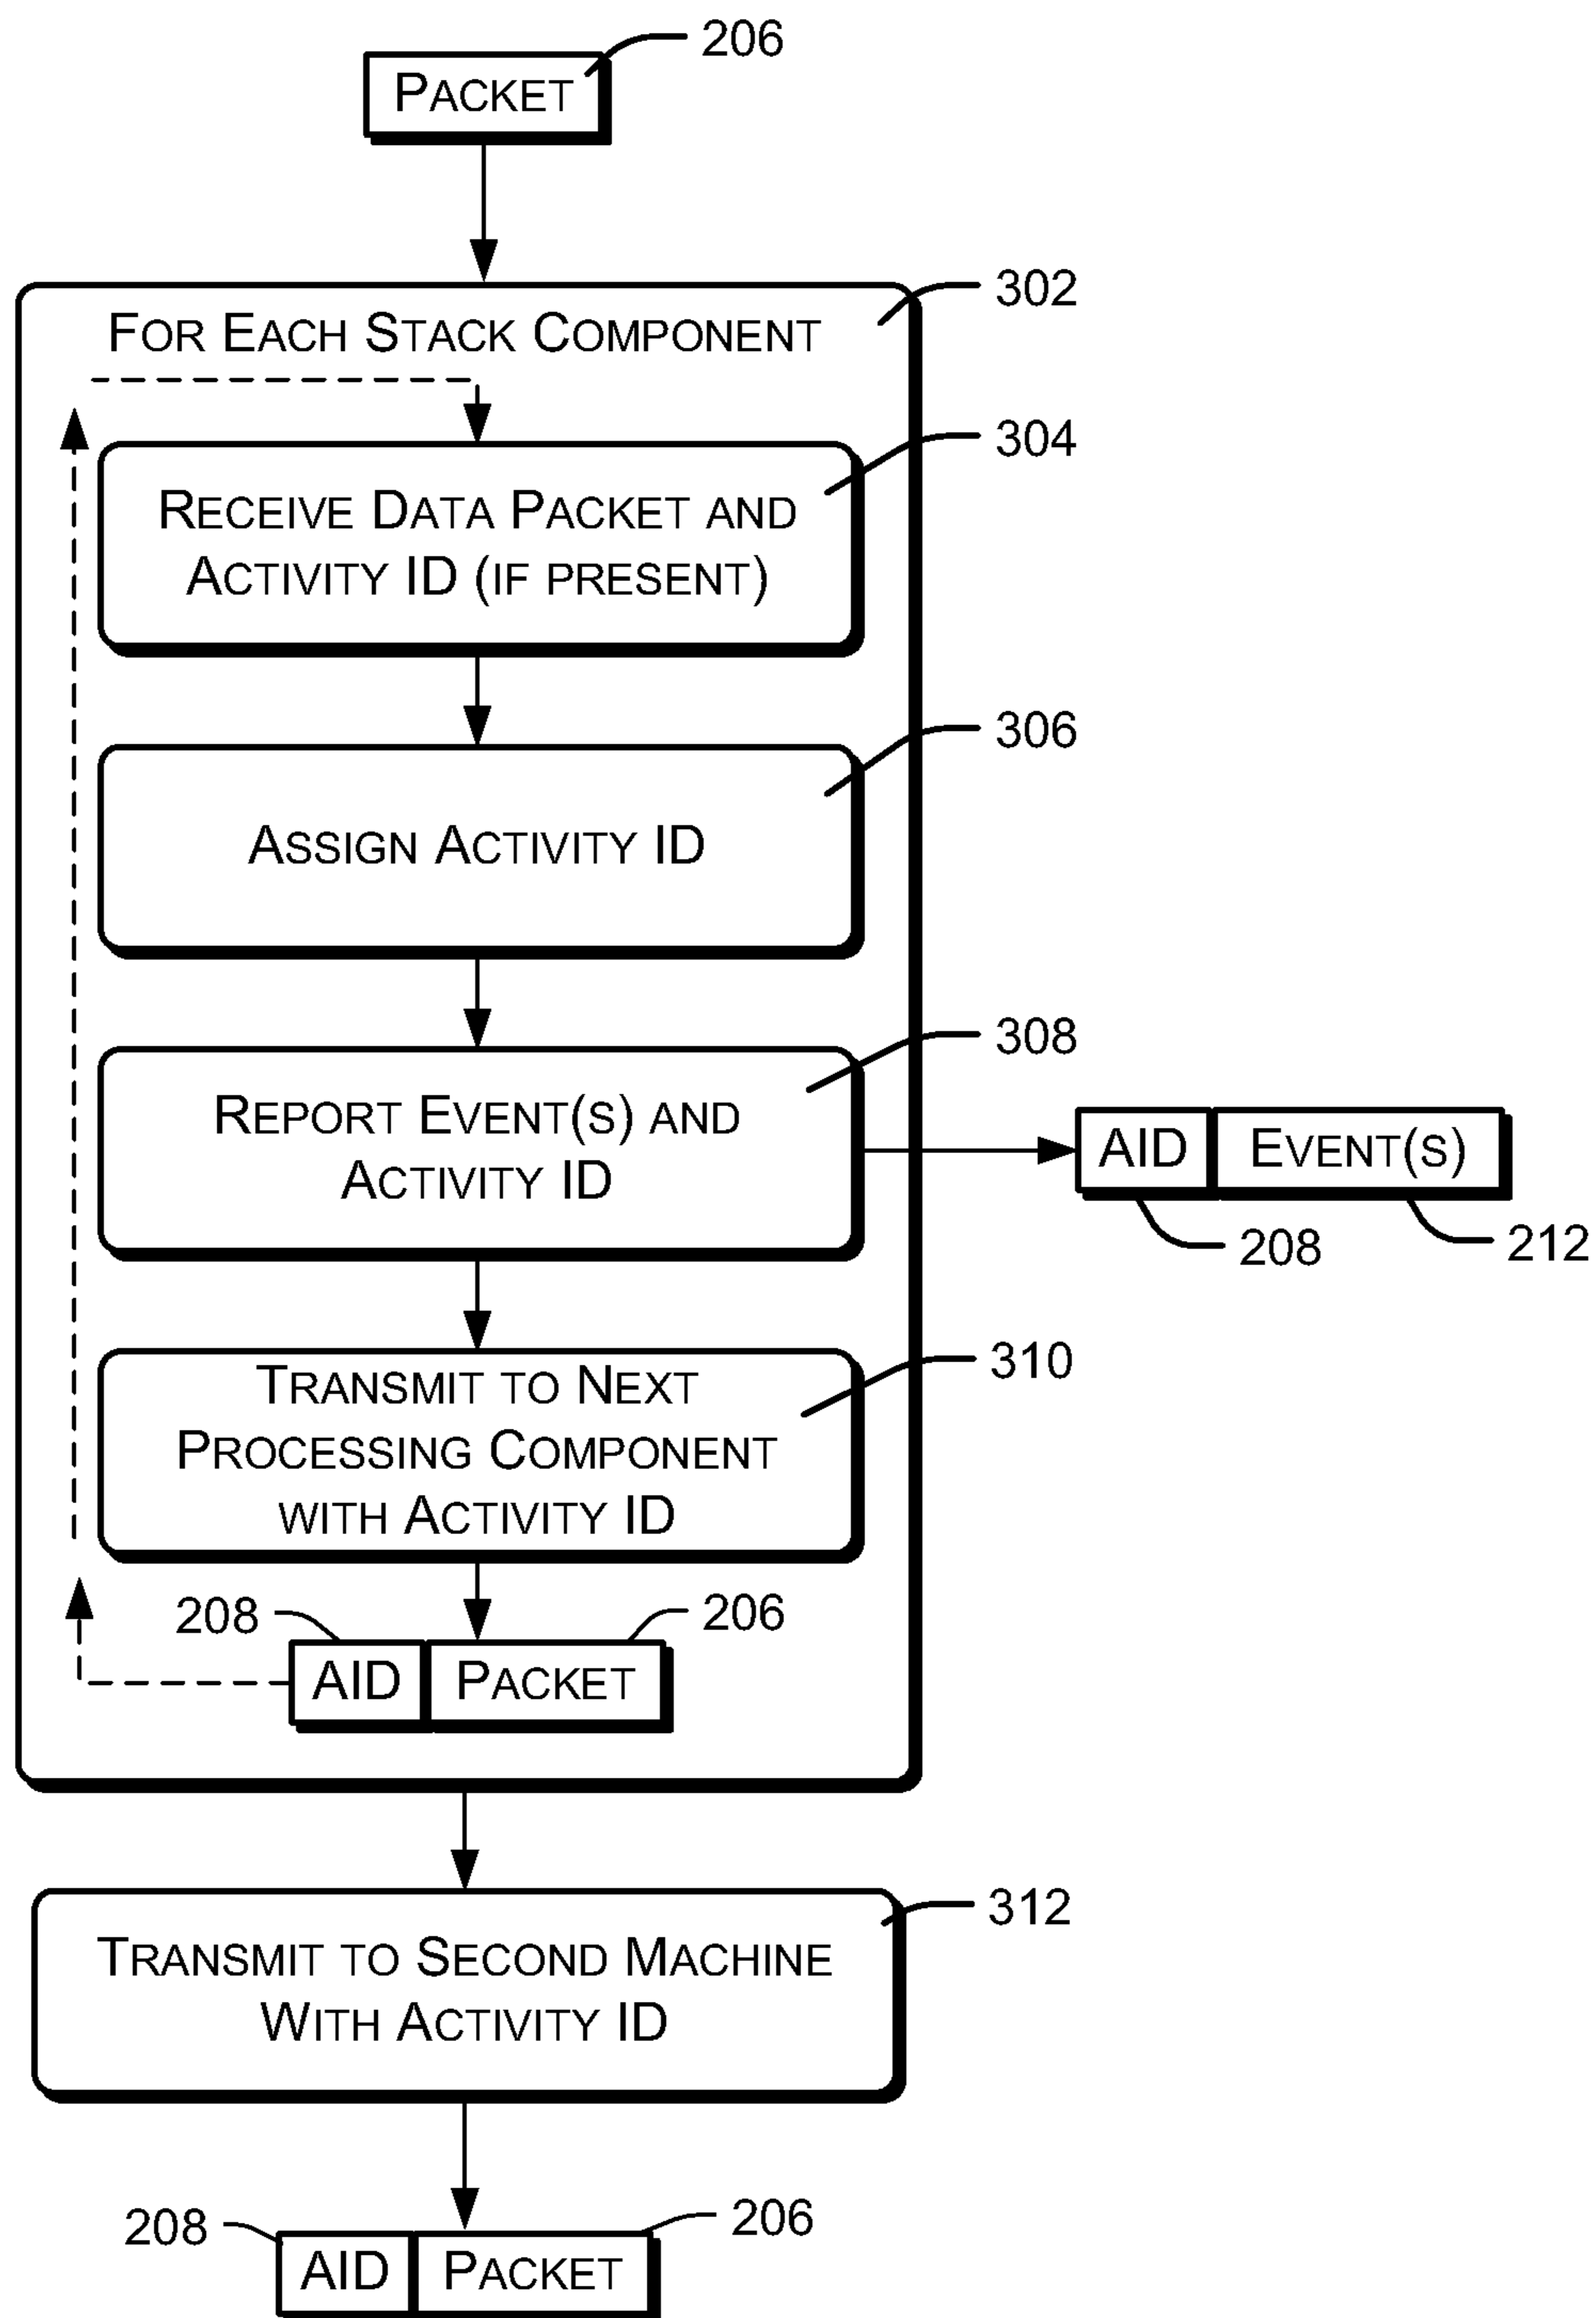 206
PACKET
302
FOR EACH STACK COMPONENT
304
RECEIVE DATA PACKET AND
ACTIVITY ID (IF PRESENT)
306
ASSIGN ACTIVITY ID
308
REPORT EVENT(S) AND
ACTIVITY ID
AID EVENT(S)
208 212
310
TRANSMIT TO NEXT
PROCESSING COMPONENT
WITH ACTIVITY ID
208 206
AID PACKET
312
TRANSMIT TO SECOND MACHINE
WITH ACTIVITY ID
208 206
AID PACKET